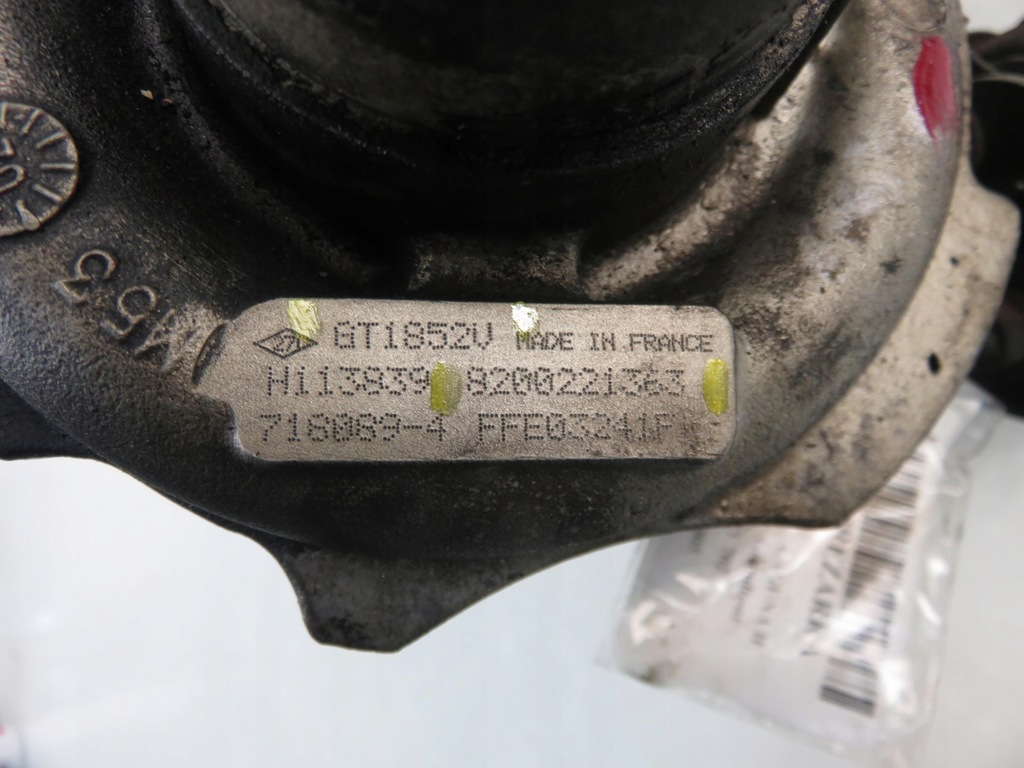 GT1852V MADE IN FRANCE
H113839 8200221363
718089-4 FFE03241F
M53